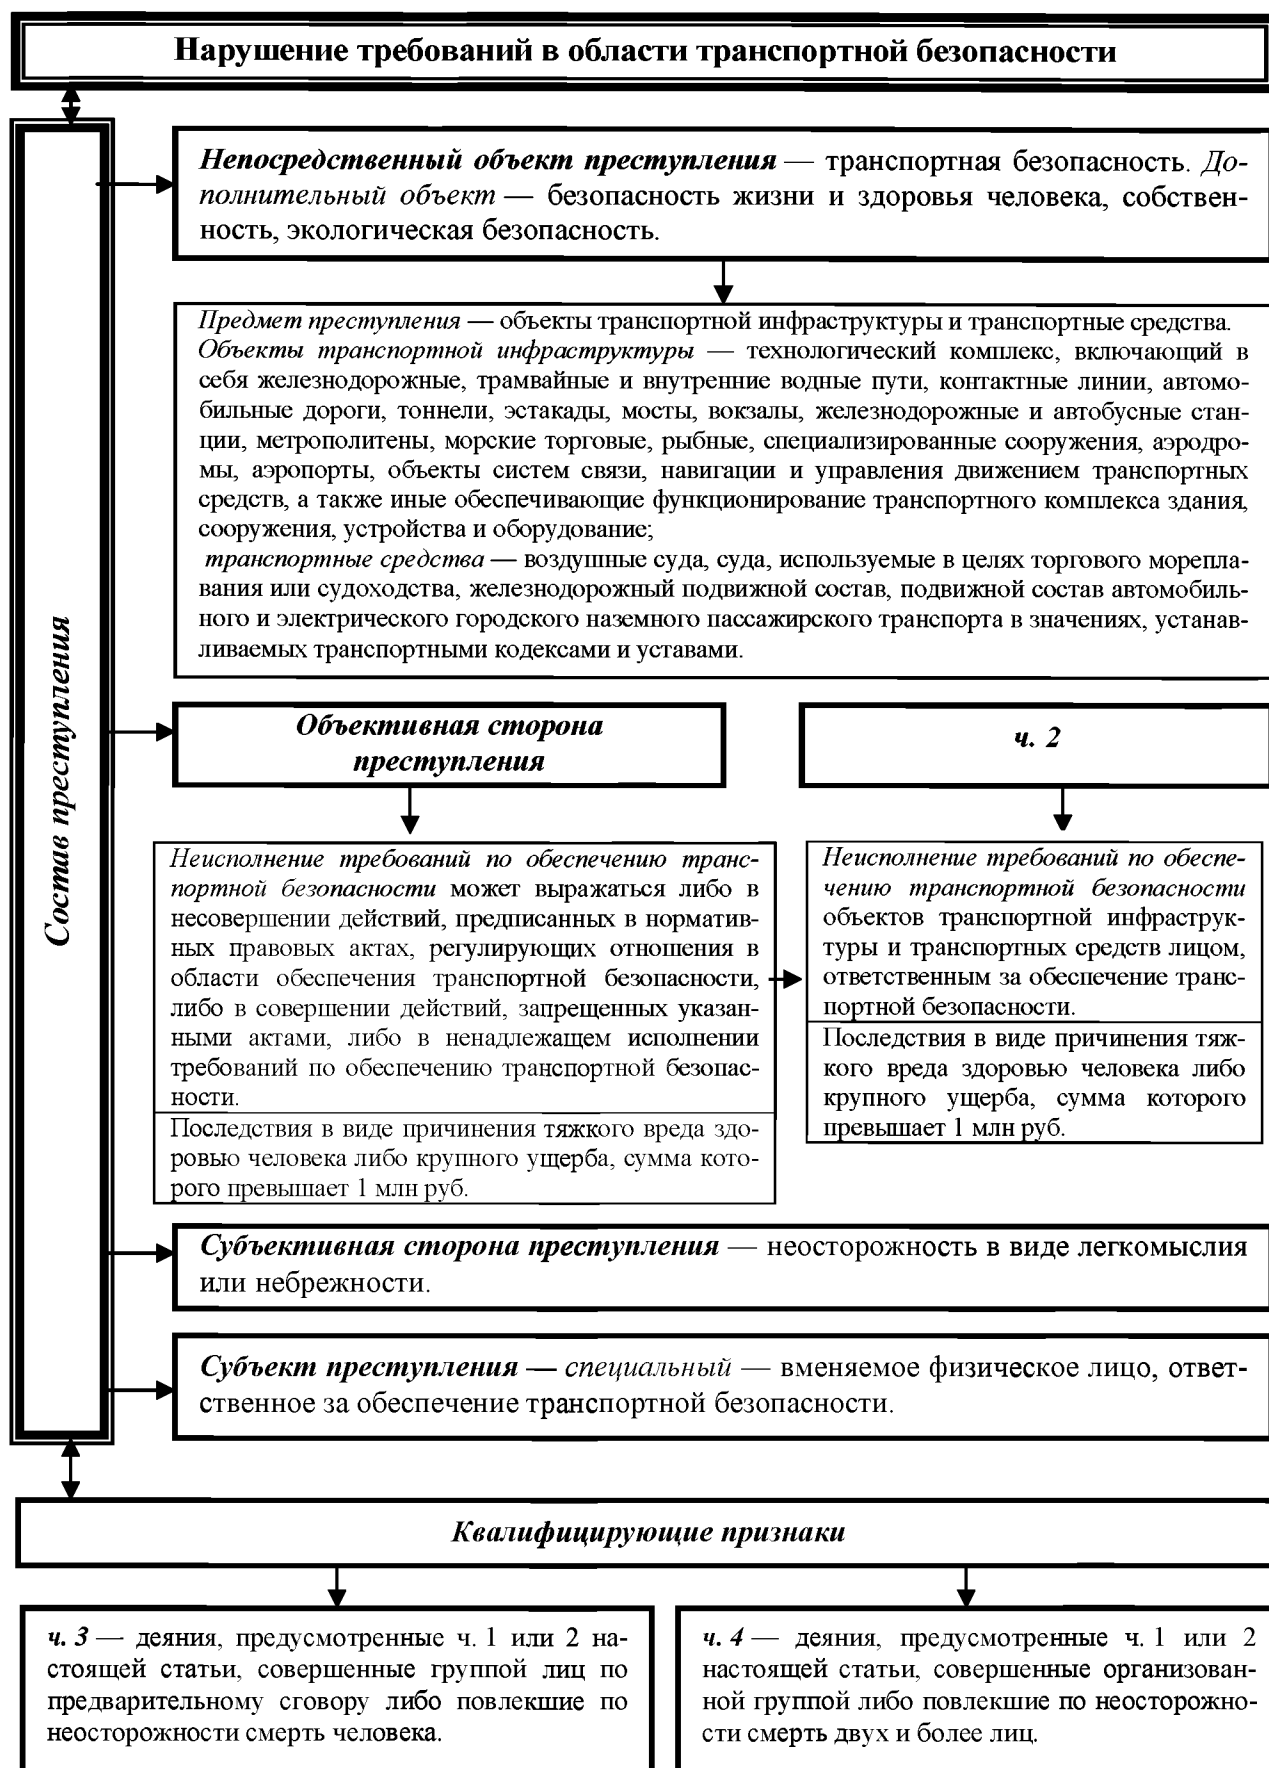 Нарушение требований в области транспортной безопасности
Состав преступления
Непосредственный объект преступления — транспортная безопасность. До-
полнительный объект — безопасность жизни и здоровья человека, собствен-
ность, экологическая безопасность.
Предмет преступления — объекты транспортной инфраструктуры и транспортные средства.
Объекты транспортной инфраструктуры — технологический комплекс, включающий в
себя железнодорожные, трамвайные и внутренние водные пути, контактные линии, автомо-
бильные дороги, тоннели, эстакады, мосты, вокзалы, железнодорожные и автобусные стан-
ции, метрополитены, морские торговые, рыбные, специализированные сооружения, аэродро-
мы, аэропорты, объекты систем связи, навигации и управления движением транспортных
средств, а также иные обеспечивающие функционирование транспортного комплекса здания,
сооружения, устройства и оборудование;
транспортные средства — воздушные суда, суда, используемые в целях торгового морепла-
вания или судоходства, железнодорожный подвижной состав, подвижной состав автомобиль-
ного и электрического городского наземного пассажирского транспорта в значениях, устанав-
ливаемых транспортными кодексами и уставами.
Объективная сторона
преступления
ч. 2
Неисполнение требований по обеспечению транс-
портной безопасности может выражаться либо в
несовершении действий, предписанных в норматив-
ных правовых актах, регулирующих отношения в
области обеспечения транспортной безопасности,
либо в совершении действий, запрещенных указан-
ными актами, либо в ненадлежащем исполнении
требований по обеспечению транспортной безопас-
ности.
Последствия в виде причинения тяжкого вреда здо-
ровью человека либо крупного ущерба, сумма кото-
рого превышает 1 млн руб.
Неисполнение требований по обеспе-
чению транспортной безопасности
объектов транспортной инфраструк-
туры и транспортных средств лицом,
ответственным за обеспечение транс-
портной безопасности.
Последствия в виде причинения тяж-
кого вреда здоровью человека либо
крупного ущерба, сумма которого
превышает 1 млн руб.
Субъективная сторона преступления — неосторожность в виде легкомыслия
или небрежности.
Субъект преступления — специальный — вменяемое физическое лицо, ответ-
ственное за обеспечение транспортной безопасности.
Квалифицирующие признаки
ч. 3 — деяния, предусмотренные ч. 1 или 2 на-
стоящей статьи, совершенные группой лиц по
предварительному сговору либо повлекшие по
неосторожности смерть человека.
ч. 4 — деяния, предусмотренные ч. 1 или 2
настоящей статьи, совершенные организован-
ной группой либо повлекшие по неосторожно-
сти смерть двух и более лиц.